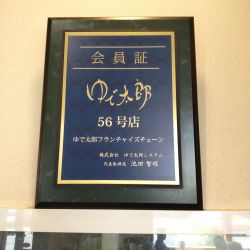 会員証
ゆで太郎
56号店
ゆで太郎フランチャイズチェーン
株式会社 ゆで太郎システム
代表取締役 池田 智昭